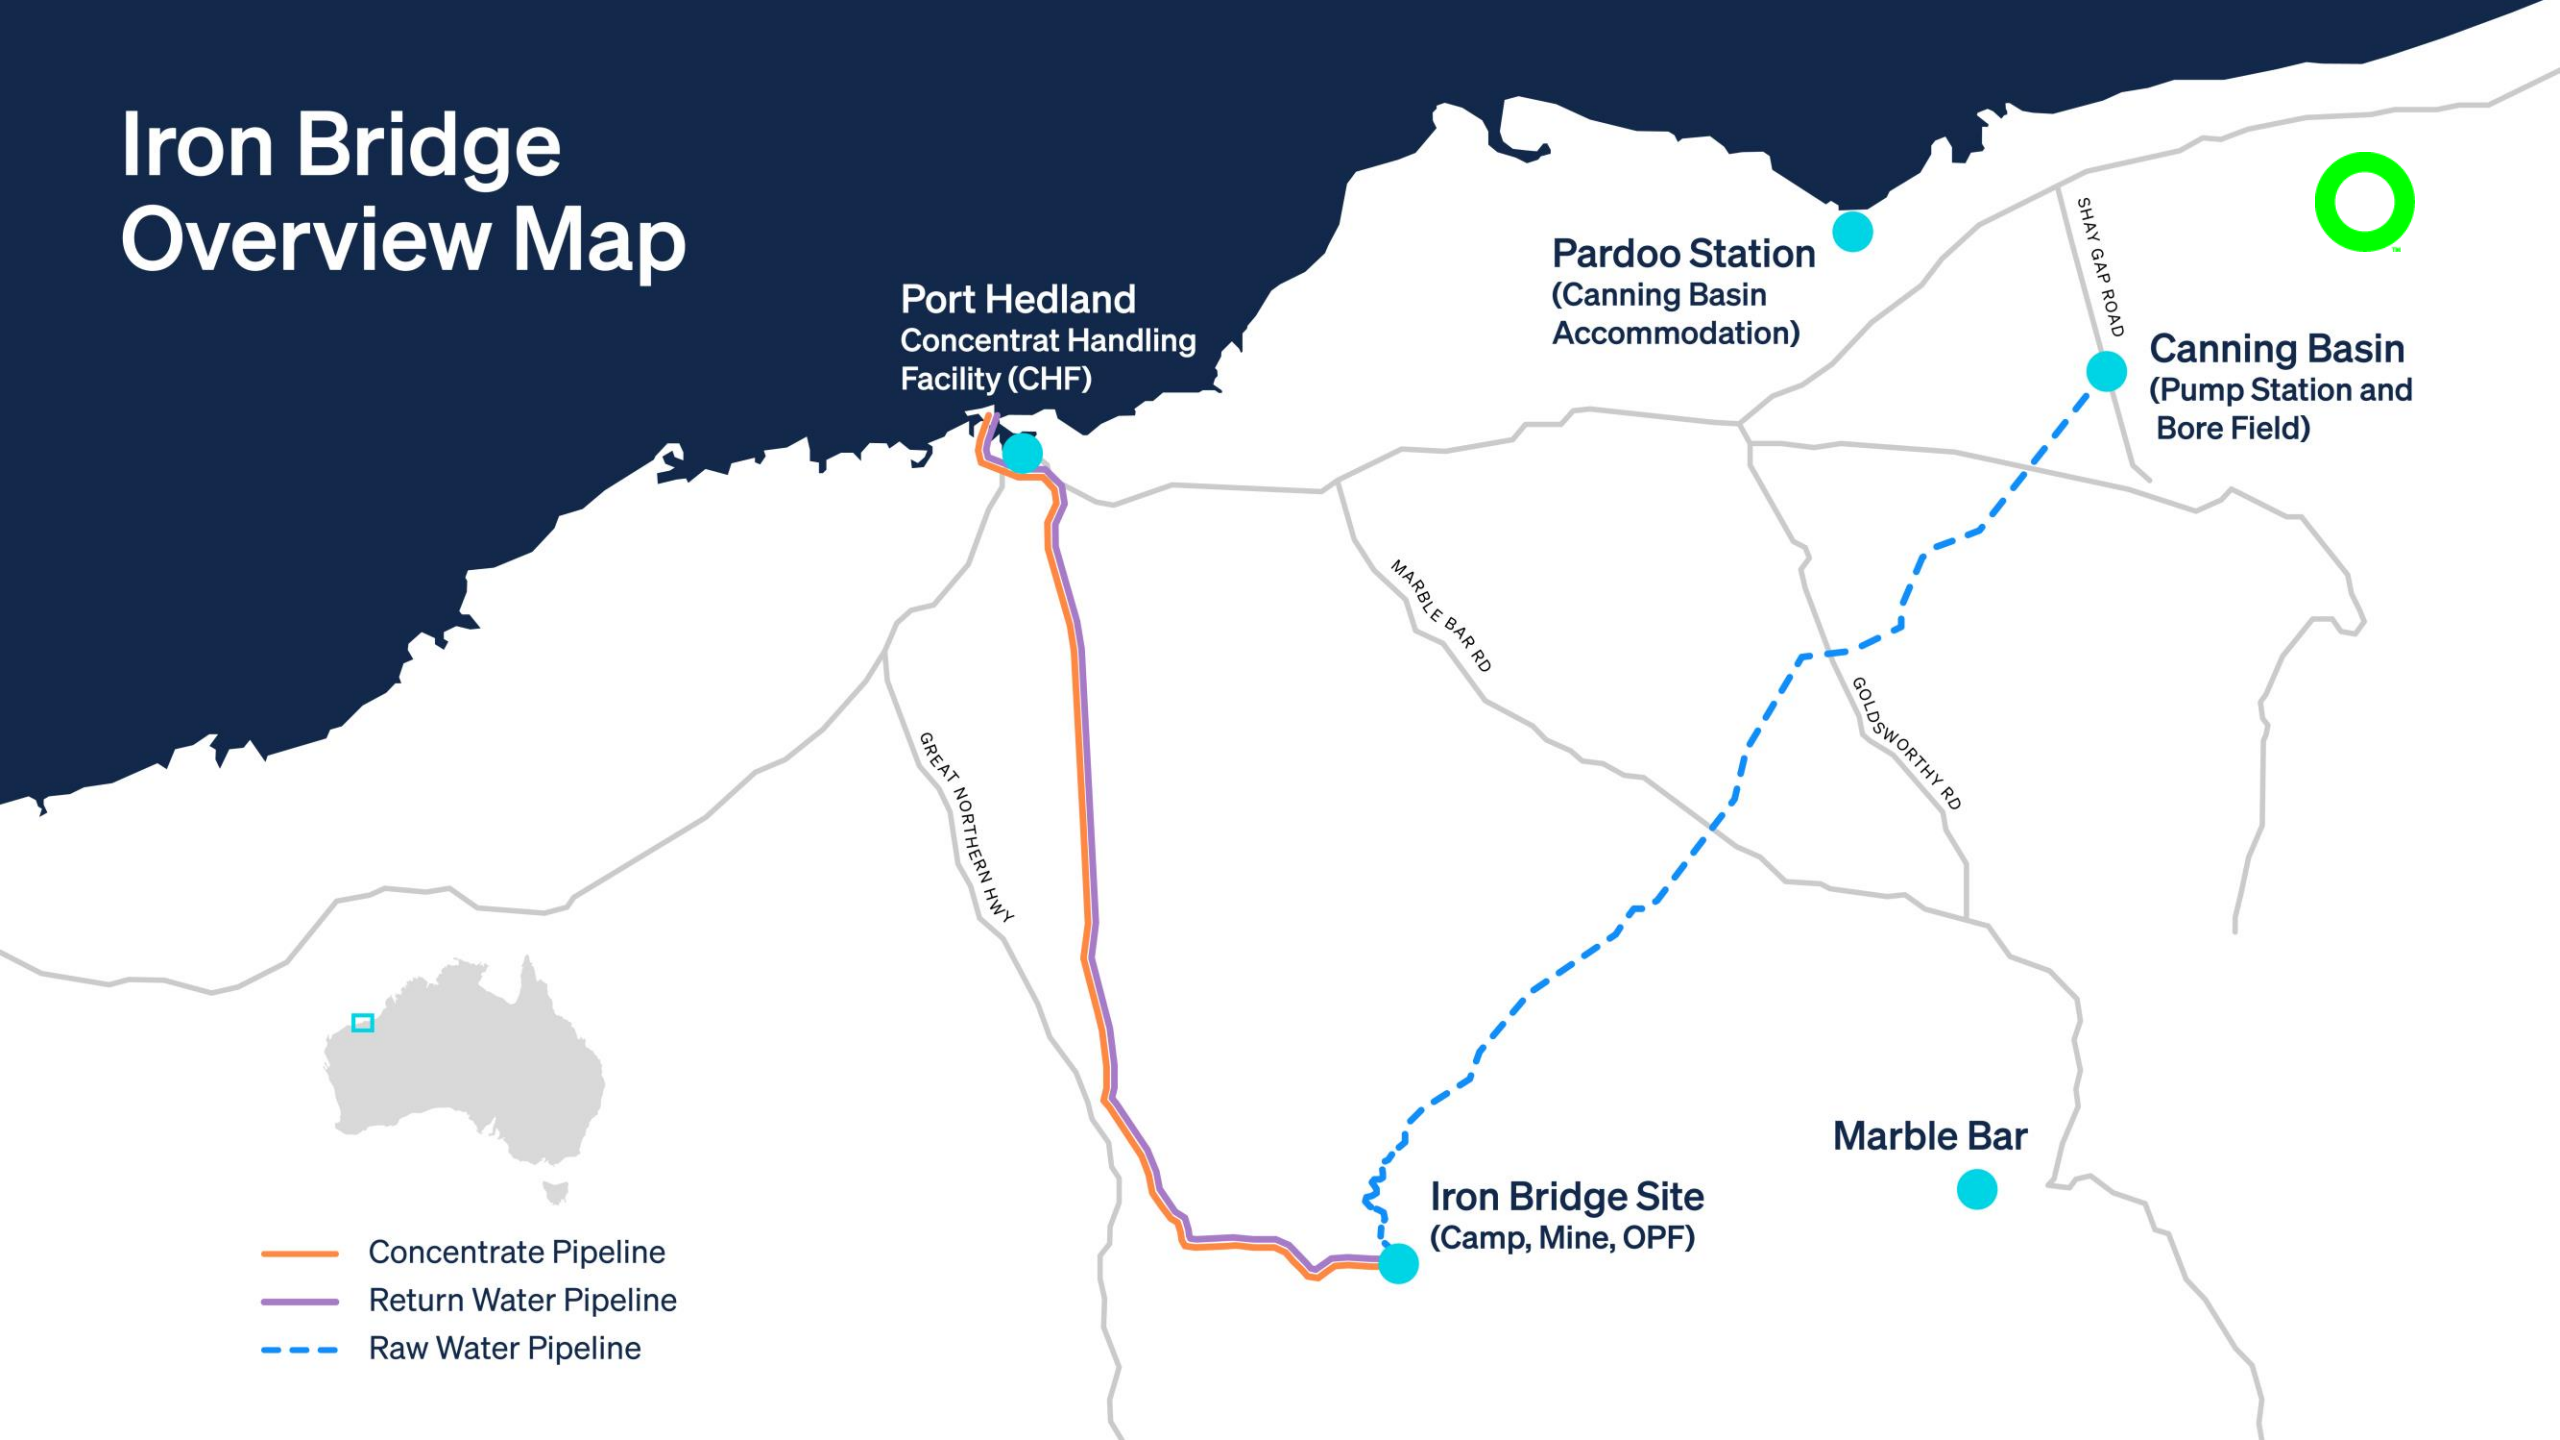 Iron Bridge
Overview Map
Port Hedland
Concentrat Handling
Facility (CHF)
Pardoo Station
(Canning Basin
Accommodation)
SHAY GAP ROAD
™
Canning Basin
(Pump Station and
Bore Field)
MARBLE BAR RD
GOLDSWORTHY RD
GREAT NORTHERN HWY
Marble Bar
Iron Bridge Site
(Camp, Mine, OPF)
Concentrate Pipeline
Return Water Pipeline
Raw Water Pipeline